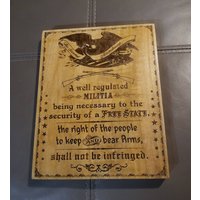 A well regulated
MILITIA
being necessary to the
security of a FREE STATE,
the right of the people
to keep AND bear Arms,
shall not be infringed.